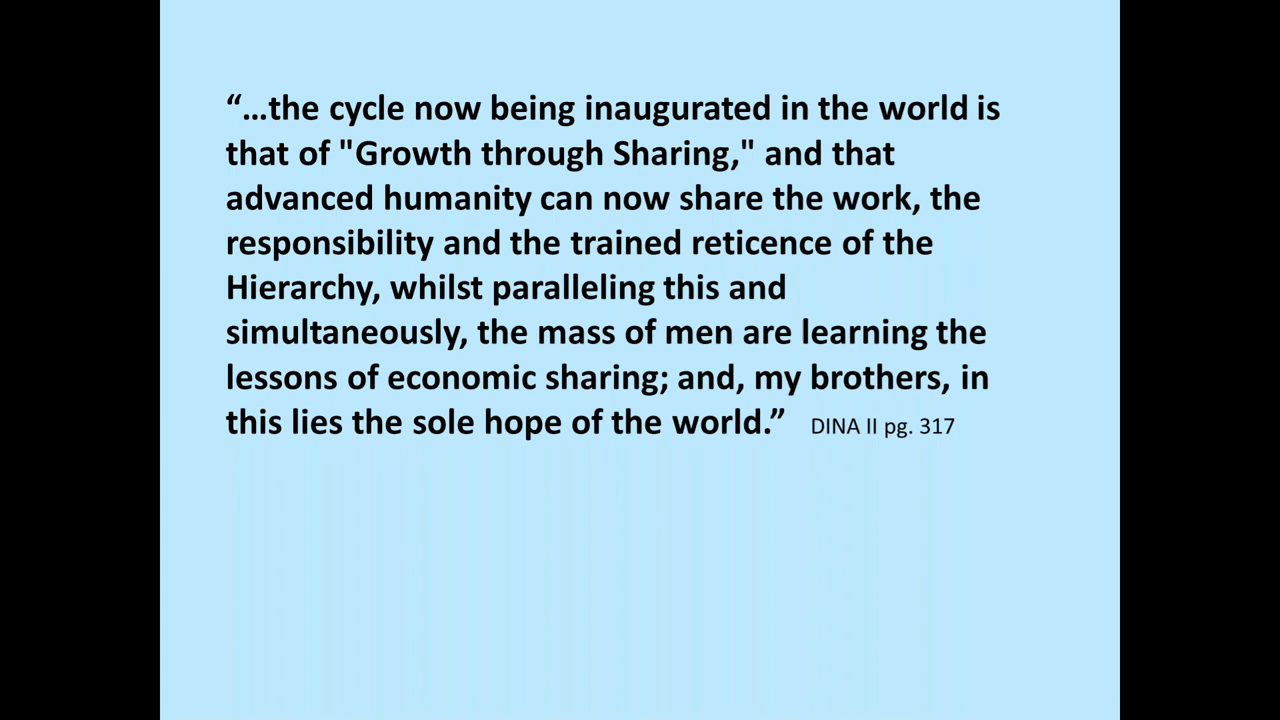 “…the cycle now being inaugurated in the world is
that of "Growth through Sharing," and that
advanced humanity can now share the work, the
responsibility and the trained reticence of the
Hierarchy, whilst paralleling this and
simultaneously, the mass of men are learning the
lessons of economic sharing; and, my brothers, in
this lies the sole hope of the world.” DINA II pg. 317